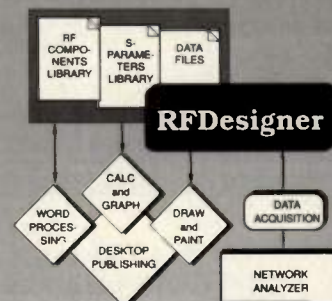 RF
COMPO-
NENTS
LIBRARY
S-
PARAME-
TERS
LIBRARY
DATA
FILES
RFDesigner
CALC
and
GRAPH
WORD
PROCES-
SING
DRAW
and
PAINT
DESKTOP
PUBLISHING
DATA
ACQUISITION
NETWORK
ANALYZER